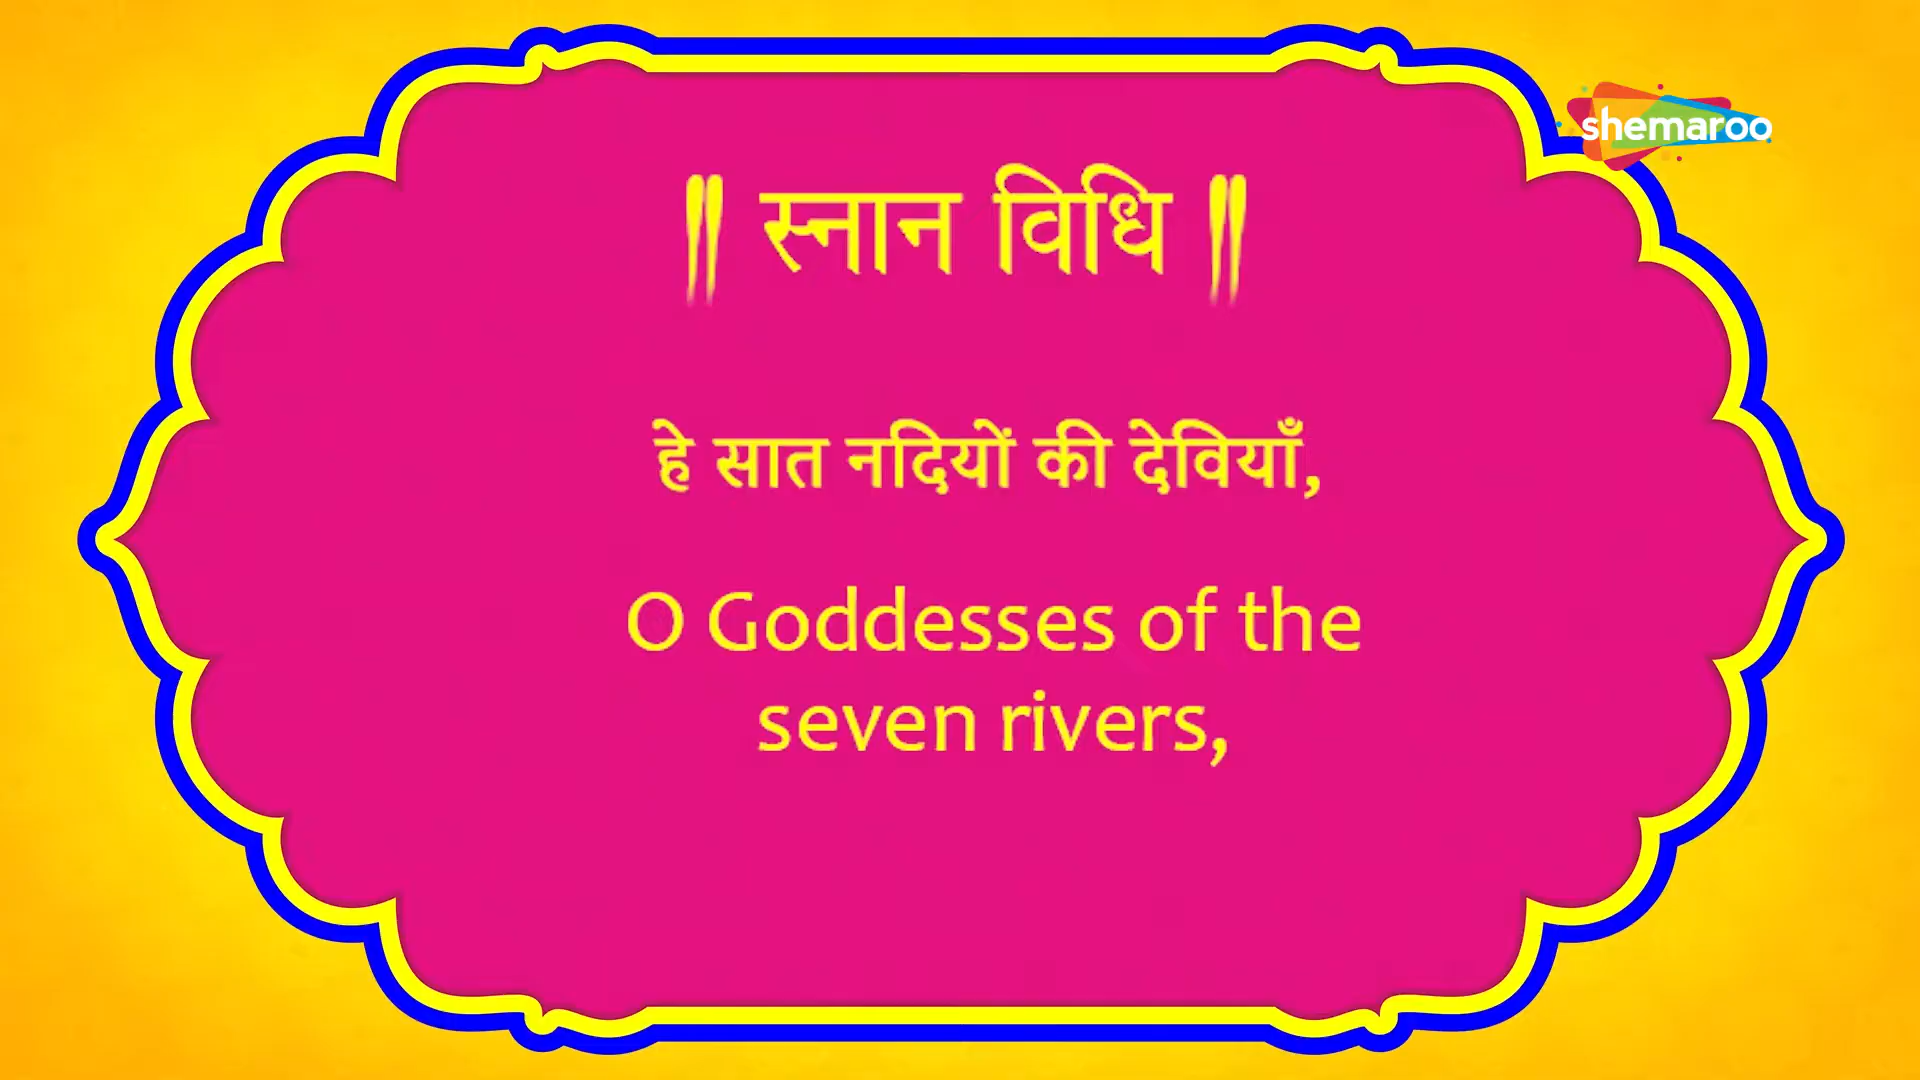 shemaroo
॥ स्नान विधि ॥
हे सात नदियों की देवियाँ,
O Goddesses of the
seven rivers,